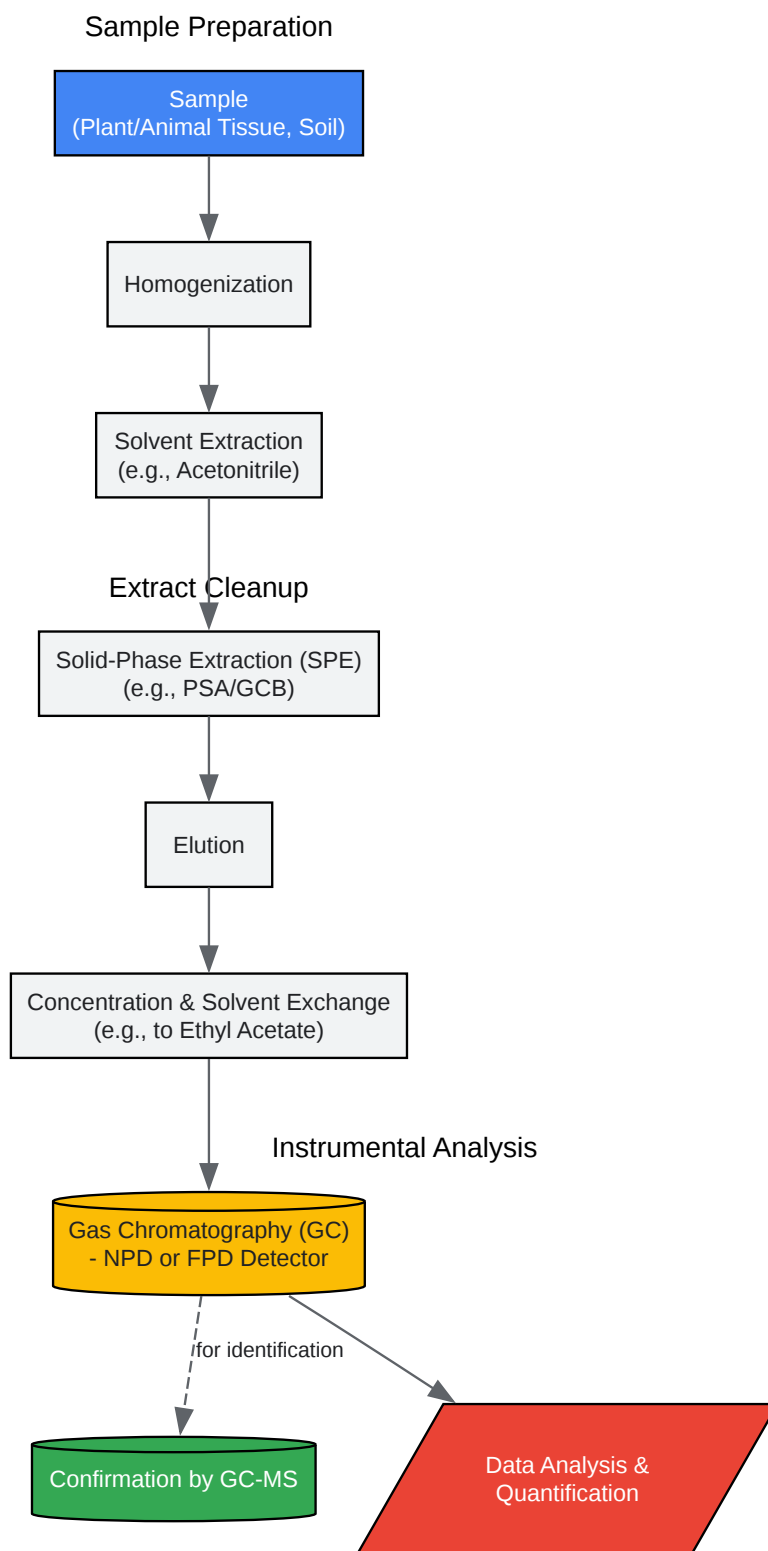 Sample Preparation
Sample
(Plant/Animal Tissue, Soil)
Homogenization
Solvent Extraction
(e.g., Acetonitrile)
Extract Cleanup
Solid-Phase Extraction (SPE)
(e.g., PSA/GCB)
Elution
Concentration & Solvent Exchange
(e.g., to Ethyl Acetate)
Instrumental Analysis
Gas Chromatography (GC)
- NPD or FPD Detector
for identification
Confirmation by GC-MS
Data Analysis &
Quantification